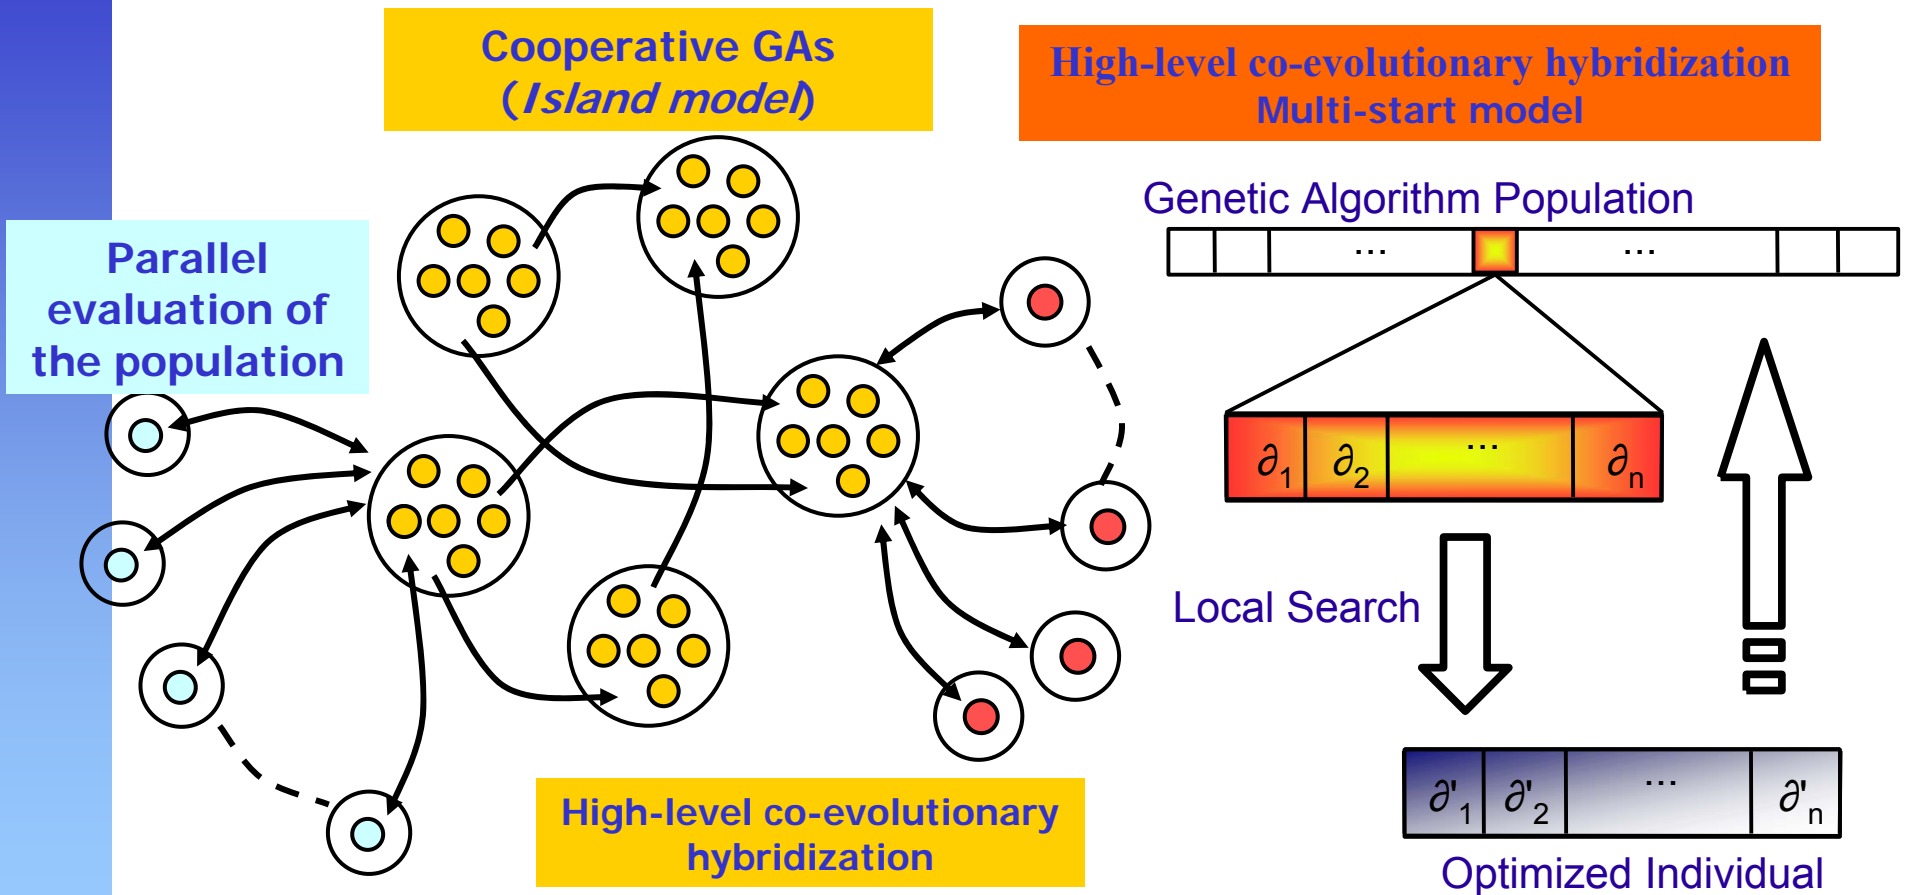 Cooperative GAs
(Island model)
High-level co-evolutionary hybridization
Multi-start model
Parallel
evaluation of
the population
Genetic Algorithm Population
... ...
∂1 ∂2 ... ∂n
Local Search
∂'1 ∂'2 ... ∂'n
Optimized Individual
High-level co-evolutionary
hybridization